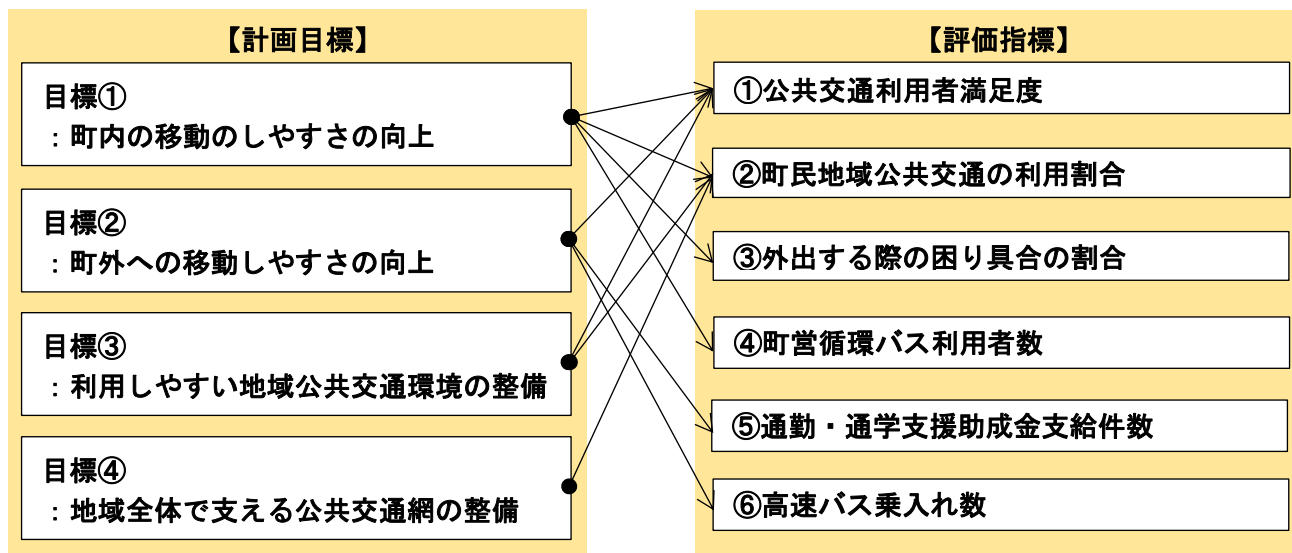 【計画目標】
目標①
：町内の移動のしやすさの向上
目標②
：町外への移動しやすさの向上
目標③
：利用しやすい地域公共交通環境の整備
目標④
：地域全体で支える公共交通網の整備
【評価指標】
①公共交通利用者満足度
②町民地域公共交通の利用割合
③外出する際の困り具合の割合
④町営循環バス利用者数
⑤通勤・通学支援助成金支給件数
⑥高速バス乗入れ数